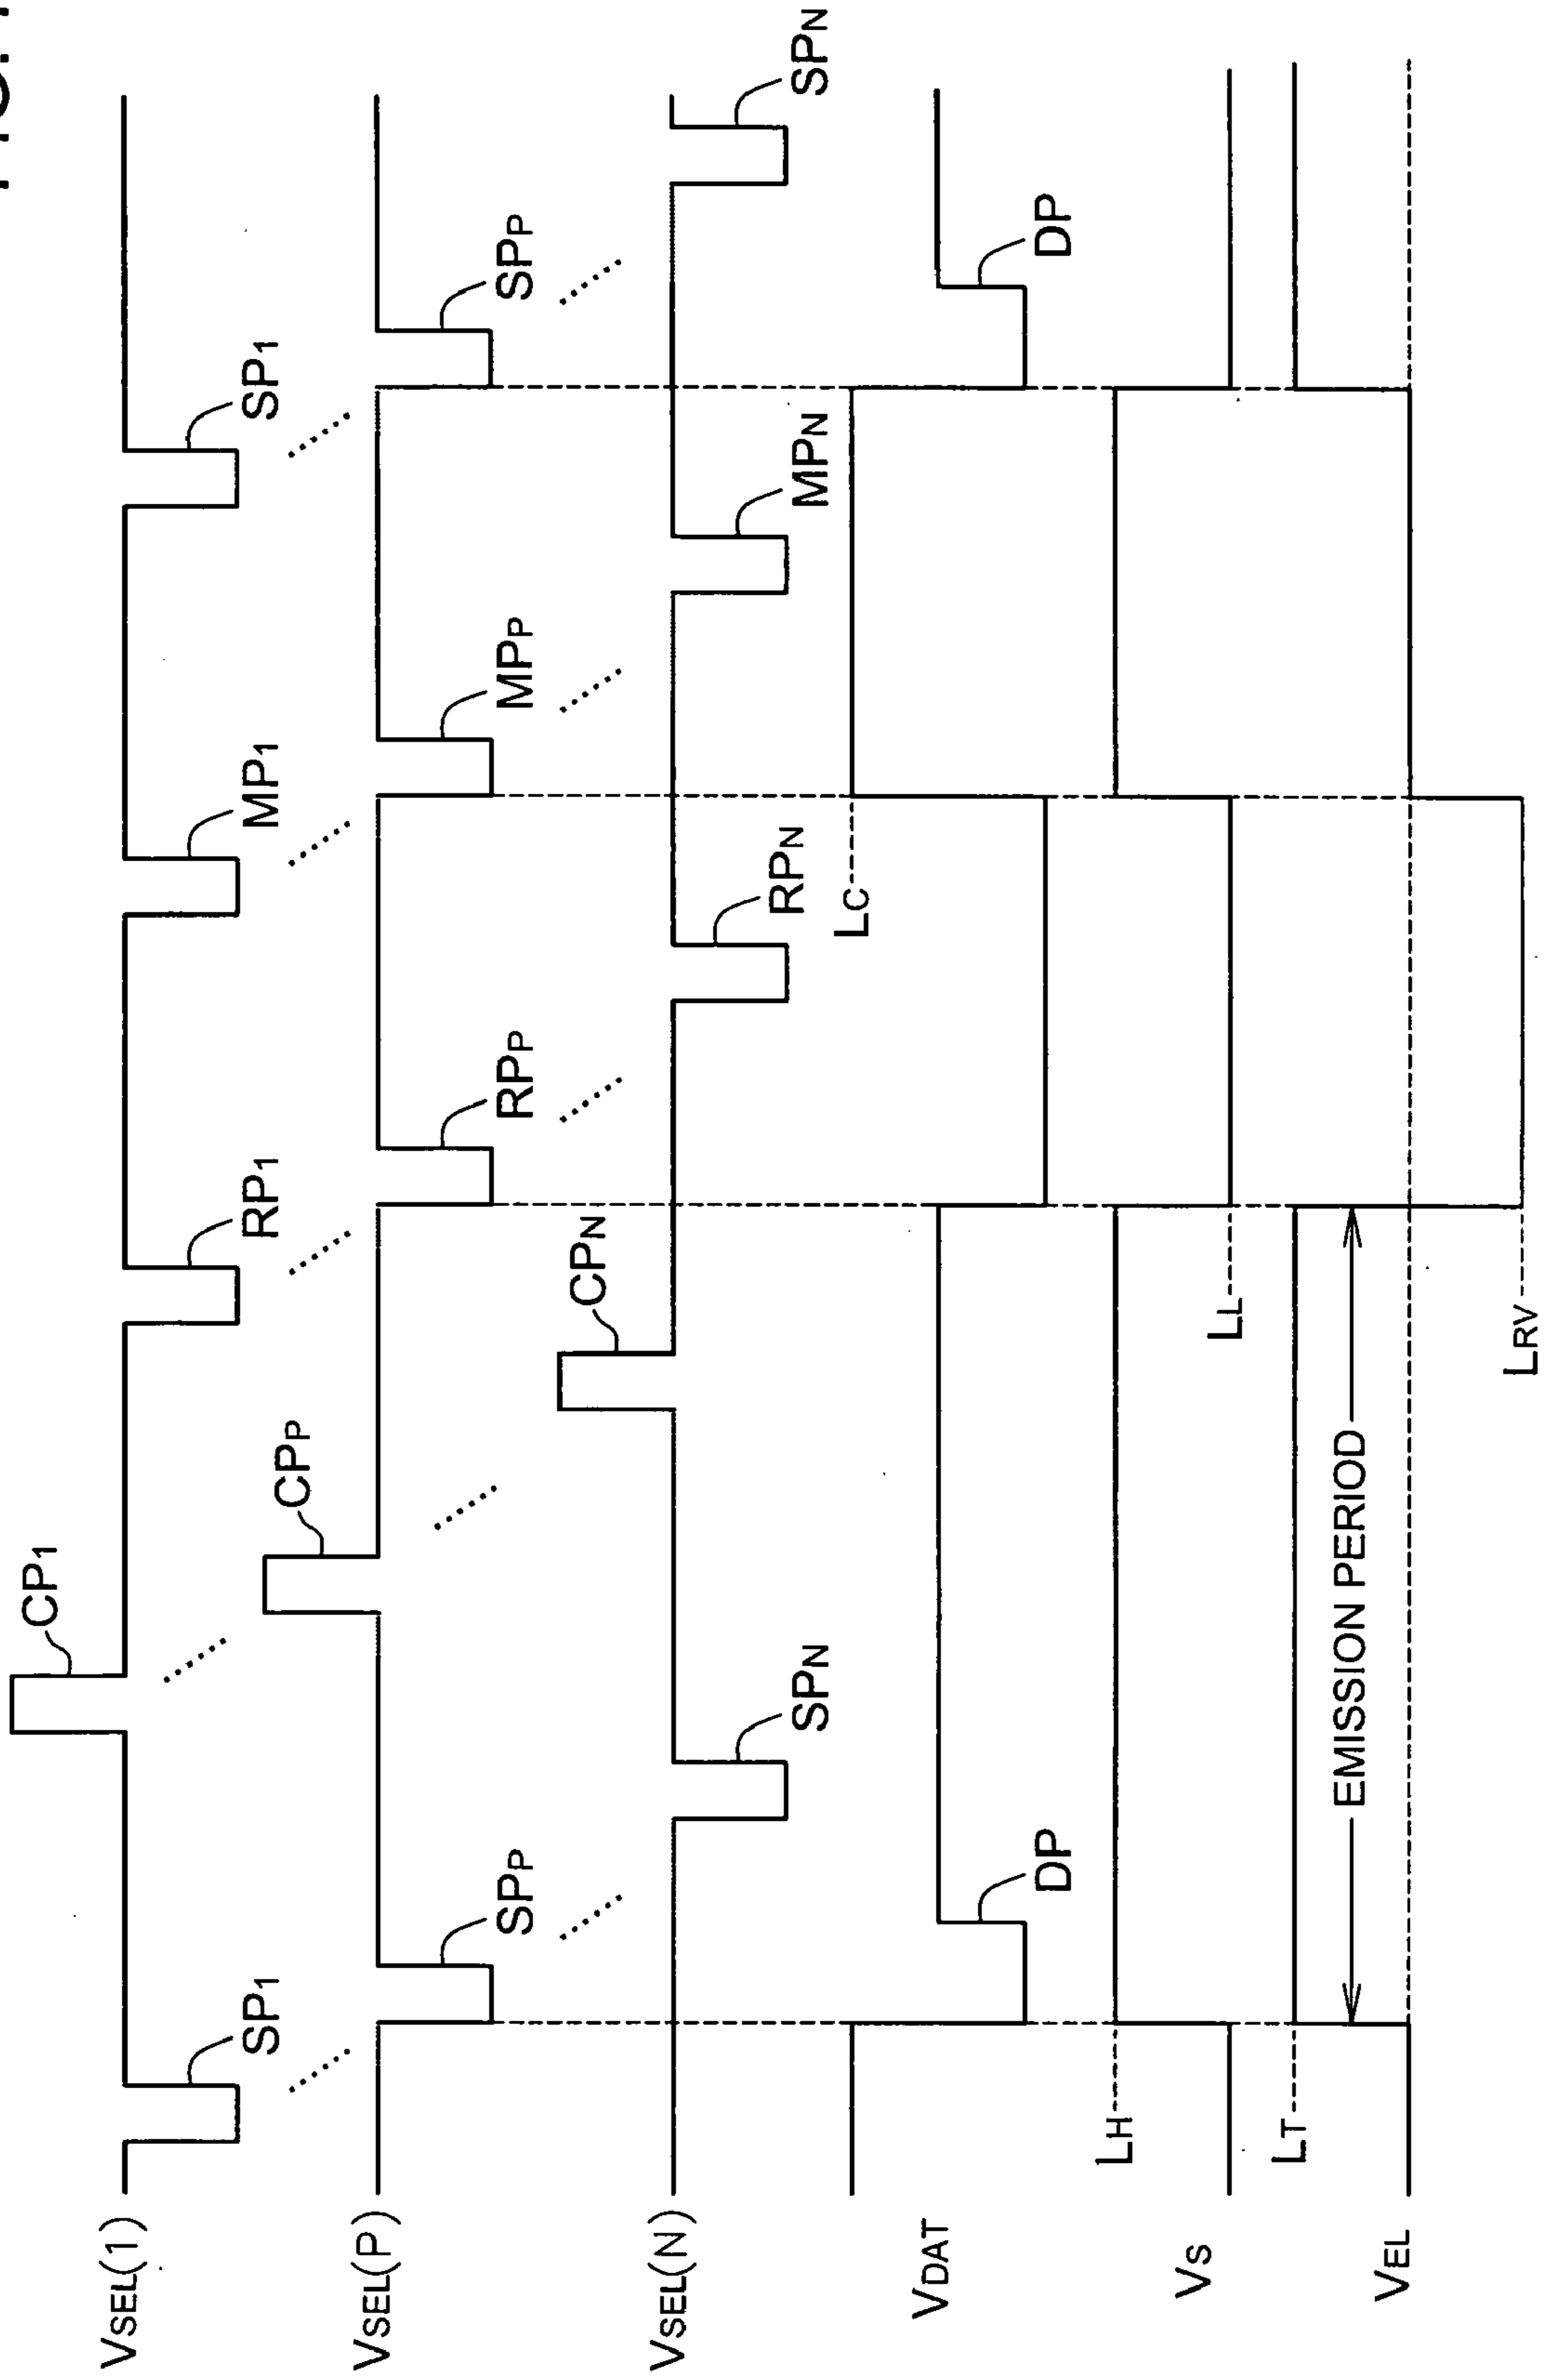 CP1
VSEL(1)
SP1
RP1
MP1
SP1
CPP
VSEL(P)
SPP
RPP
MPP
SPP
CPN
VSEL(N)
SPN
RPN
MPN
SPN
LC
VDAT
DP
DP
LH
VS
LL
LT
EMISSION PERIOD
VEL
LRV